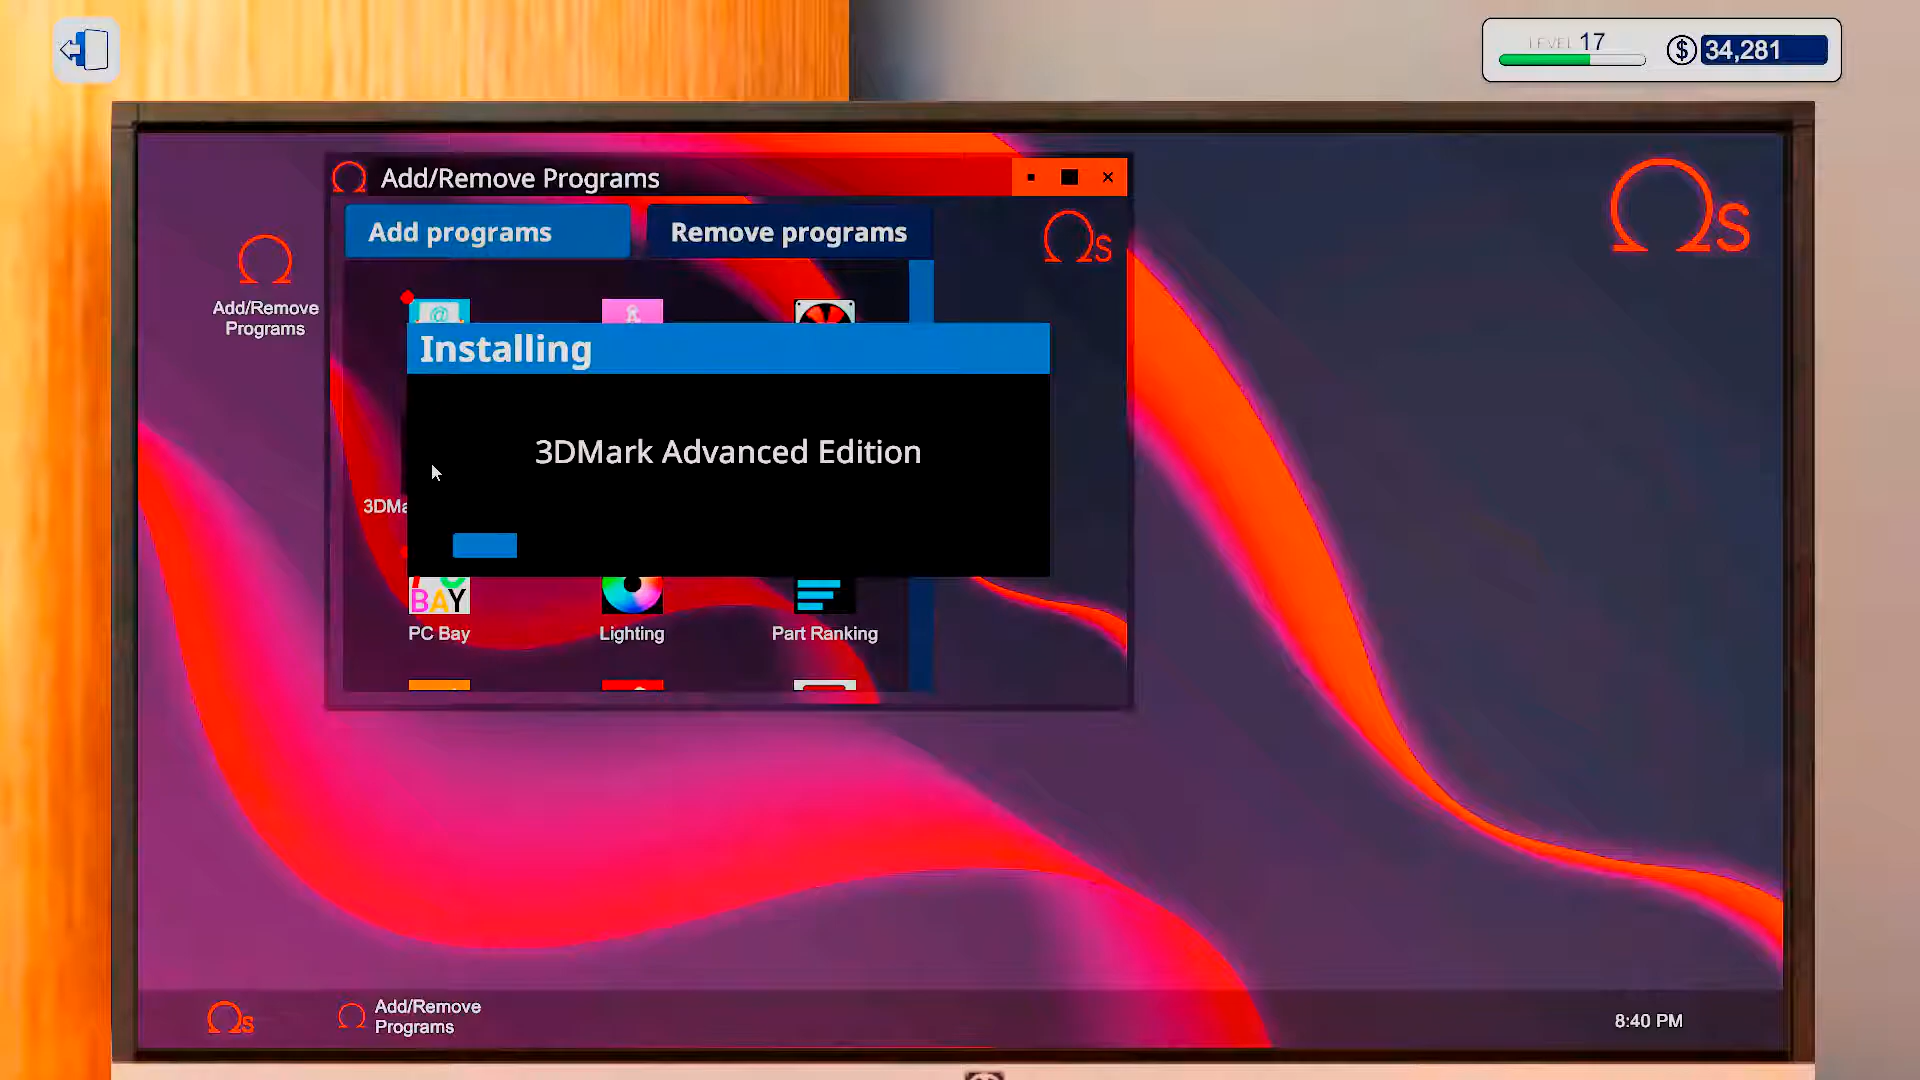 LEVEL 17
$ 34,281
Add/Remove Programs
Add programs
Remove programs
Ωs
Ωs
Add/Remove
Programs
@
Installing
3DMark Advanced Edition
3DMa
BAY
PC Bay
Lighting
Part Ranking
Ωs
Add/Remove
Programs
8:40 PM